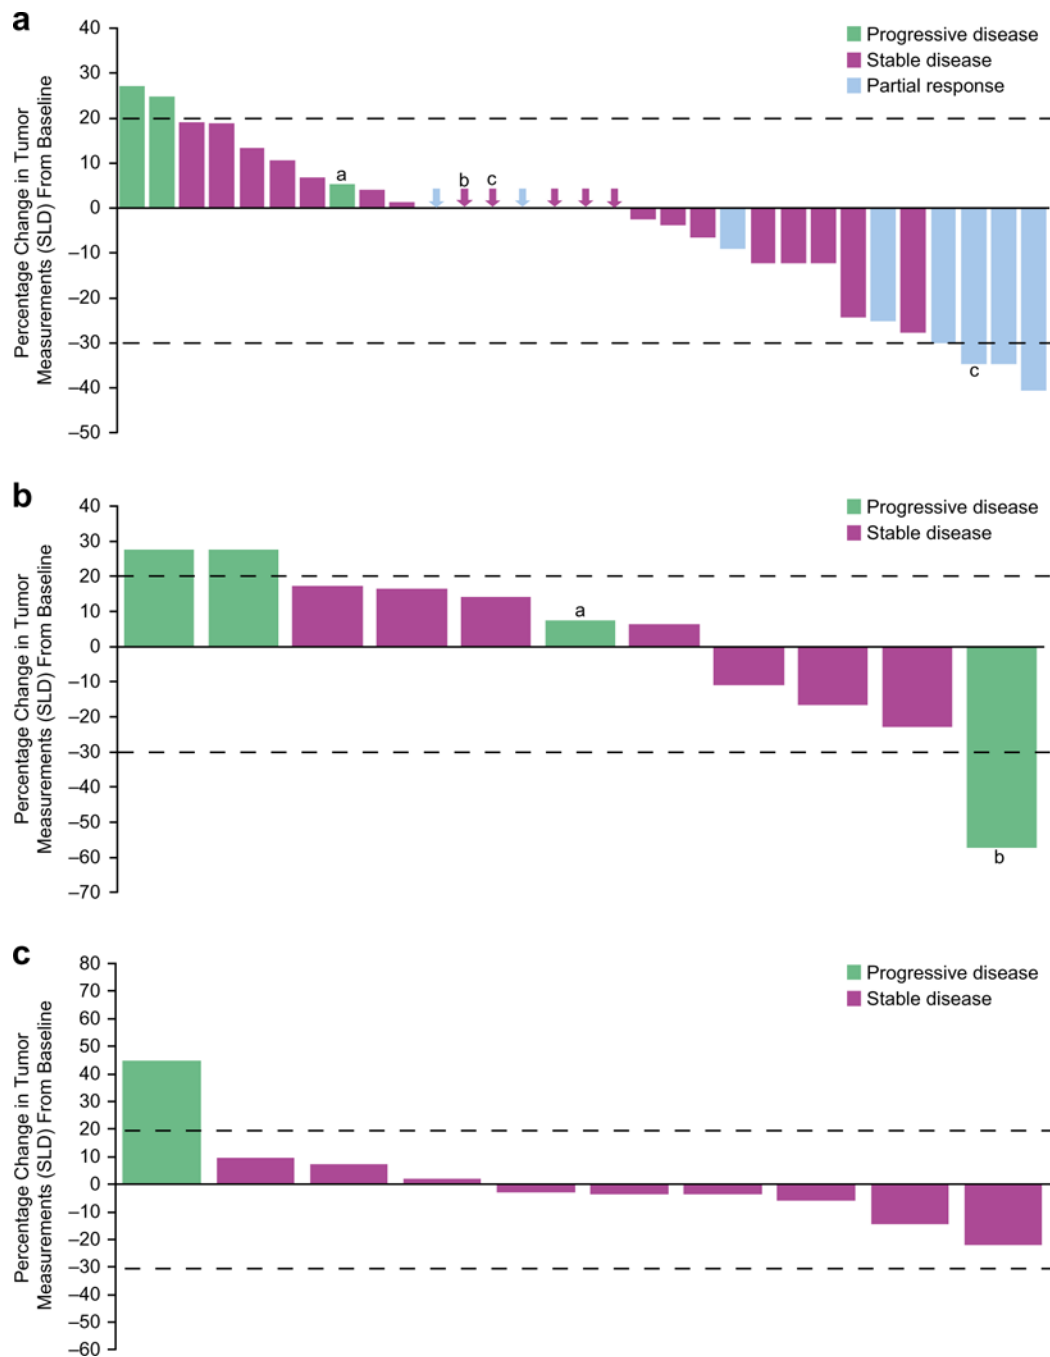 a
Percentage Change in Tumor
Measurements (SLD) From Baseline
40
30
20
10
0
–10
–20
–30
–40
–50
Progressive disease
Stable disease
Partial response
a
b
c
c
b
Percentage Change in Tumor
Measurements (SLD) From Baseline
40
30
20
10
0
–10
–20
–30
–40
–50
–60
–70
Progressive disease
Stable disease
a
b
c
Percentage Change in Tumor
Measurements (SLD) From Baseline
80
70
60
50
40
30
20
10
0
–10
–20
–30
–40
–50
–60
Progressive disease
Stable disease